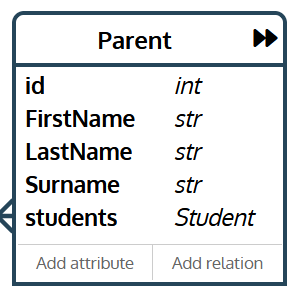 Parent
id int
FirstName str
LastName str
Surname str
students Student
Add attribute Add relation